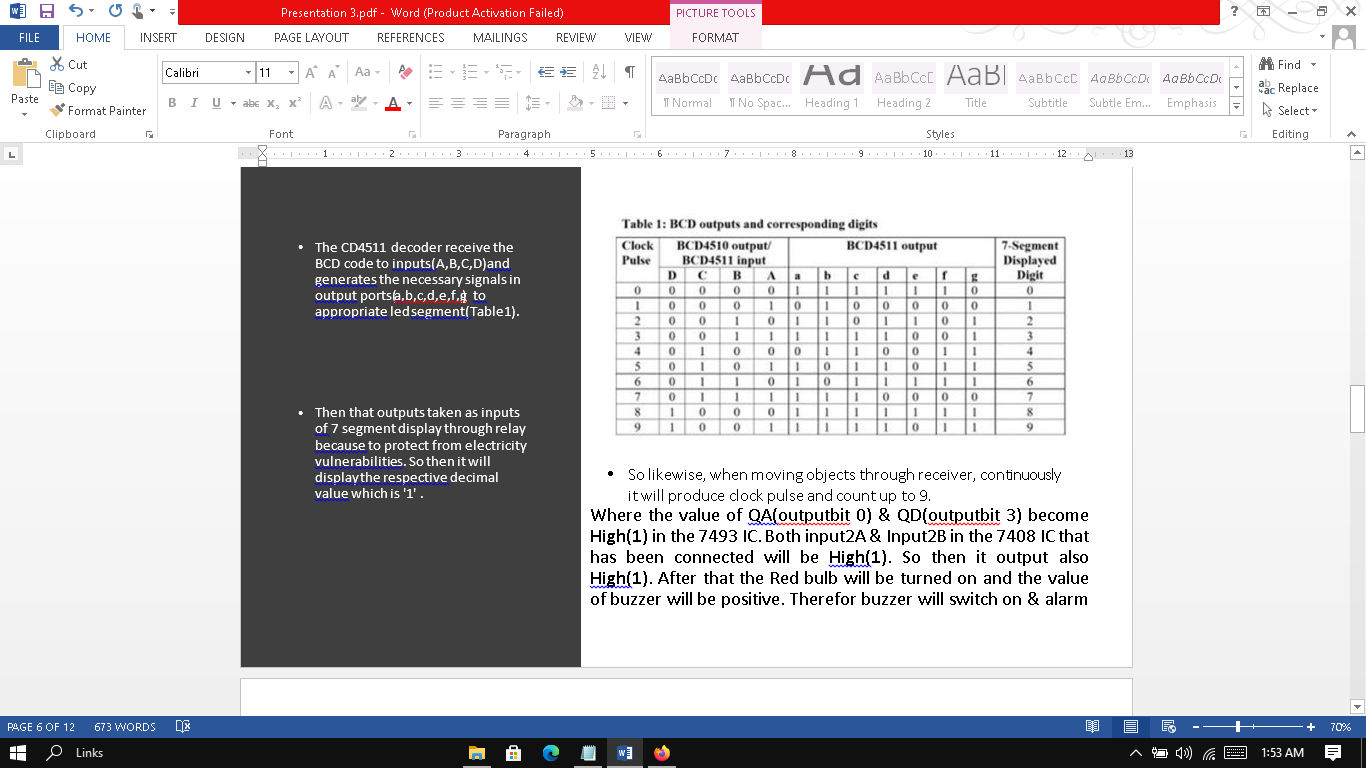 Presentation 3.pdf - Word (Product Activation Failed)
PICTURE TOOLS
FILE HOME INSERT DESIGN PAGE LAYOUT REFERENCES MAILINGS REVIEW VIEW FORMAT
Paste
Cut
Copy
Format Painter
Clipboard
Calibri 11
Font
Paragraph
AaBbCcDc AaBbCcDc AaBbCcE AaBl AaBbCcE AaBbCcDc AaBbCcDc
¶ Normal ¶ No Spac... Heading 1 Heading 2 Title Subtitle Subtle Em... Emphasis
Styles
Find
Replace
Select
Editing
1 2 3 4 5 6 7 8 9 10 11 12 13
• The CD4511 decoder receive the
BCD code to inputs(A,B,C,D)and
generates the necessary signals in
output ports(a,b,c,d,e,f,g) to
appropriate led segment(Table1).
• Then that outputs taken as inputs
of 7 segment display through relay
because to protect from electricity
vulnerabilities. So then it will
display the respective decimal
value which is '1' .
Table 1: BCD outputs and corresponding digits
Clock Pulse BCD4510 output/ BCD4511 input BCD4511 output 7-Segment Displayed Digit
D C B A a b c d e f g
0 0 0 0 0 1 1 1 1 1 1 0 0
1 0 0 0 1 0 1 0 0 0 0 0 1
2 0 0 1 0 1 1 0 1 1 0 1 2
3 0 0 1 1 1 1 1 1 0 0 1 3
4 0 1 0 0 0 1 1 0 0 1 1 4
5 0 1 0 1 1 0 1 1 0 1 1 5
6 0 1 1 0 1 0 1 1 1 1 1 6
7 0 1 1 1 1 1 1 0 0 0 0 7
8 1 0 0 0 1 1 1 1 1 1 1 8
9 1 0 0 1 1 1 1 1 0 1 1 9
• So likewise, when moving objects through receiver, continuously
it will produce clock pulse and count up to 9.
Where the value of QA(outputbit 0) & QD(outputbit 3) become
High(1) in the 7493 IC. Both input2A & Input2B in the 7408 IC that
has been connected will be High(1). So then it output also
High(1). After that the Red bulb will be turned on and the value
of buzzer will be positive. Therefor buzzer will switch on & alarm
PAGE 6 OF 12 673 WORDS 70%
Links 1:53 AM